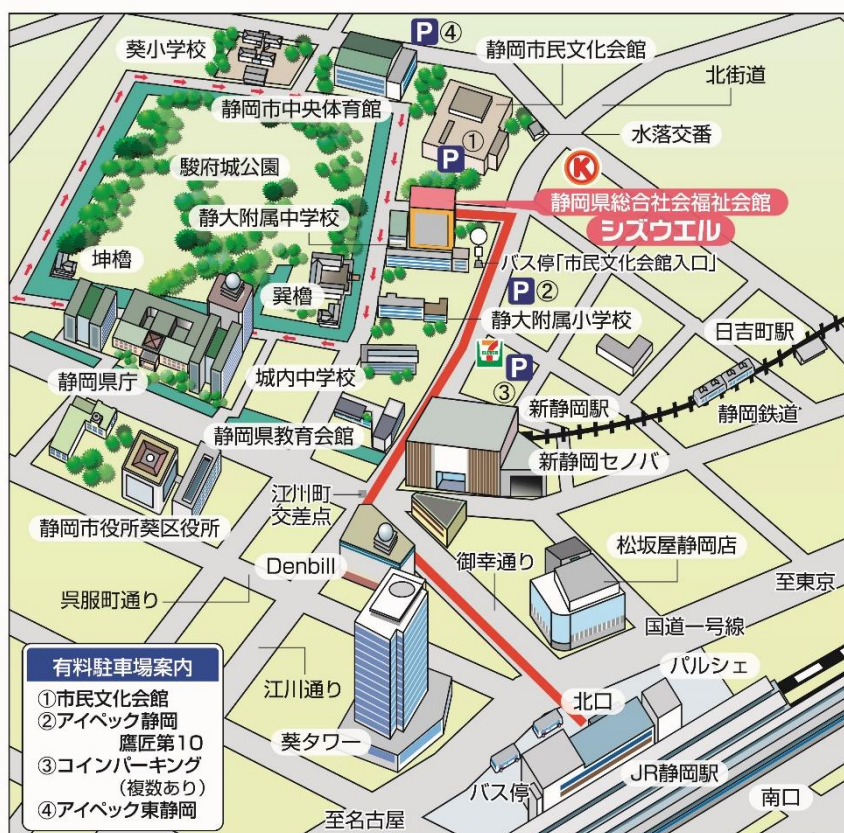 葵小学校
P④
静岡市民文化会館
北街道
静岡市中央体育館
①
P
水落交番
K
駿府城公園
静岡県総合社会福祉会館
シズウエル
静大附属中学校
坤櫓
巽櫓
バス停「市民文化会館入口」
P②
静大附属小学校
日吉町駅
7
ELEVEN
P
③
静岡県庁
城内中学校
新静岡駅
静岡鉄道
静岡県教育会館
新静岡セノバ
江川町
交差点
静岡市役所葵区役所
Denbill
御幸通り
松坂屋静岡店
至東京
呉服町通り
国道一号線
パルシェ
江川通り
北口
葵タワー
バス停
JR静岡駅
至名古屋
南口
有料駐車場案内
①市民文化会館
②アイペック静岡
鷹匠第10
③コインパーキング
(複数あり)
④アイペック東静岡